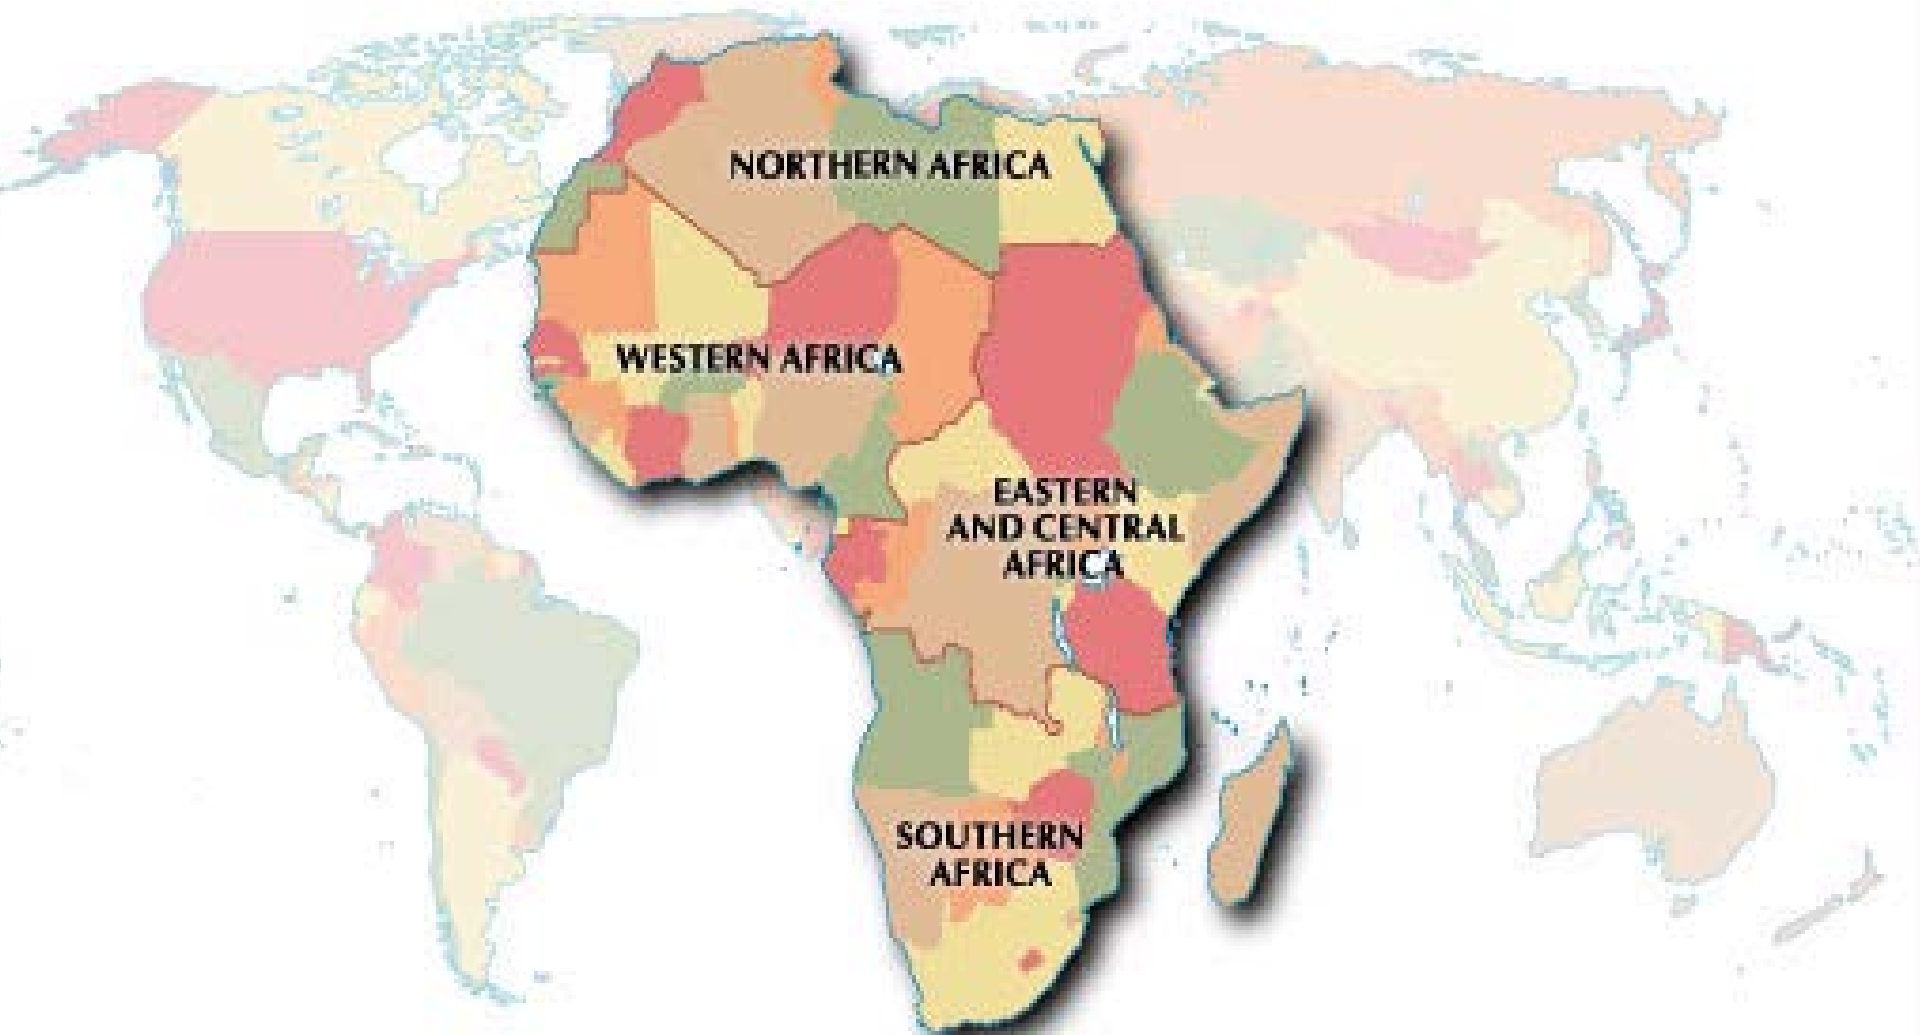 NORTHERN AFRICA
WESTERN AFRICA
EASTERN
AND CENTRAL
AFRICA
SOUTHERN
AFRICA